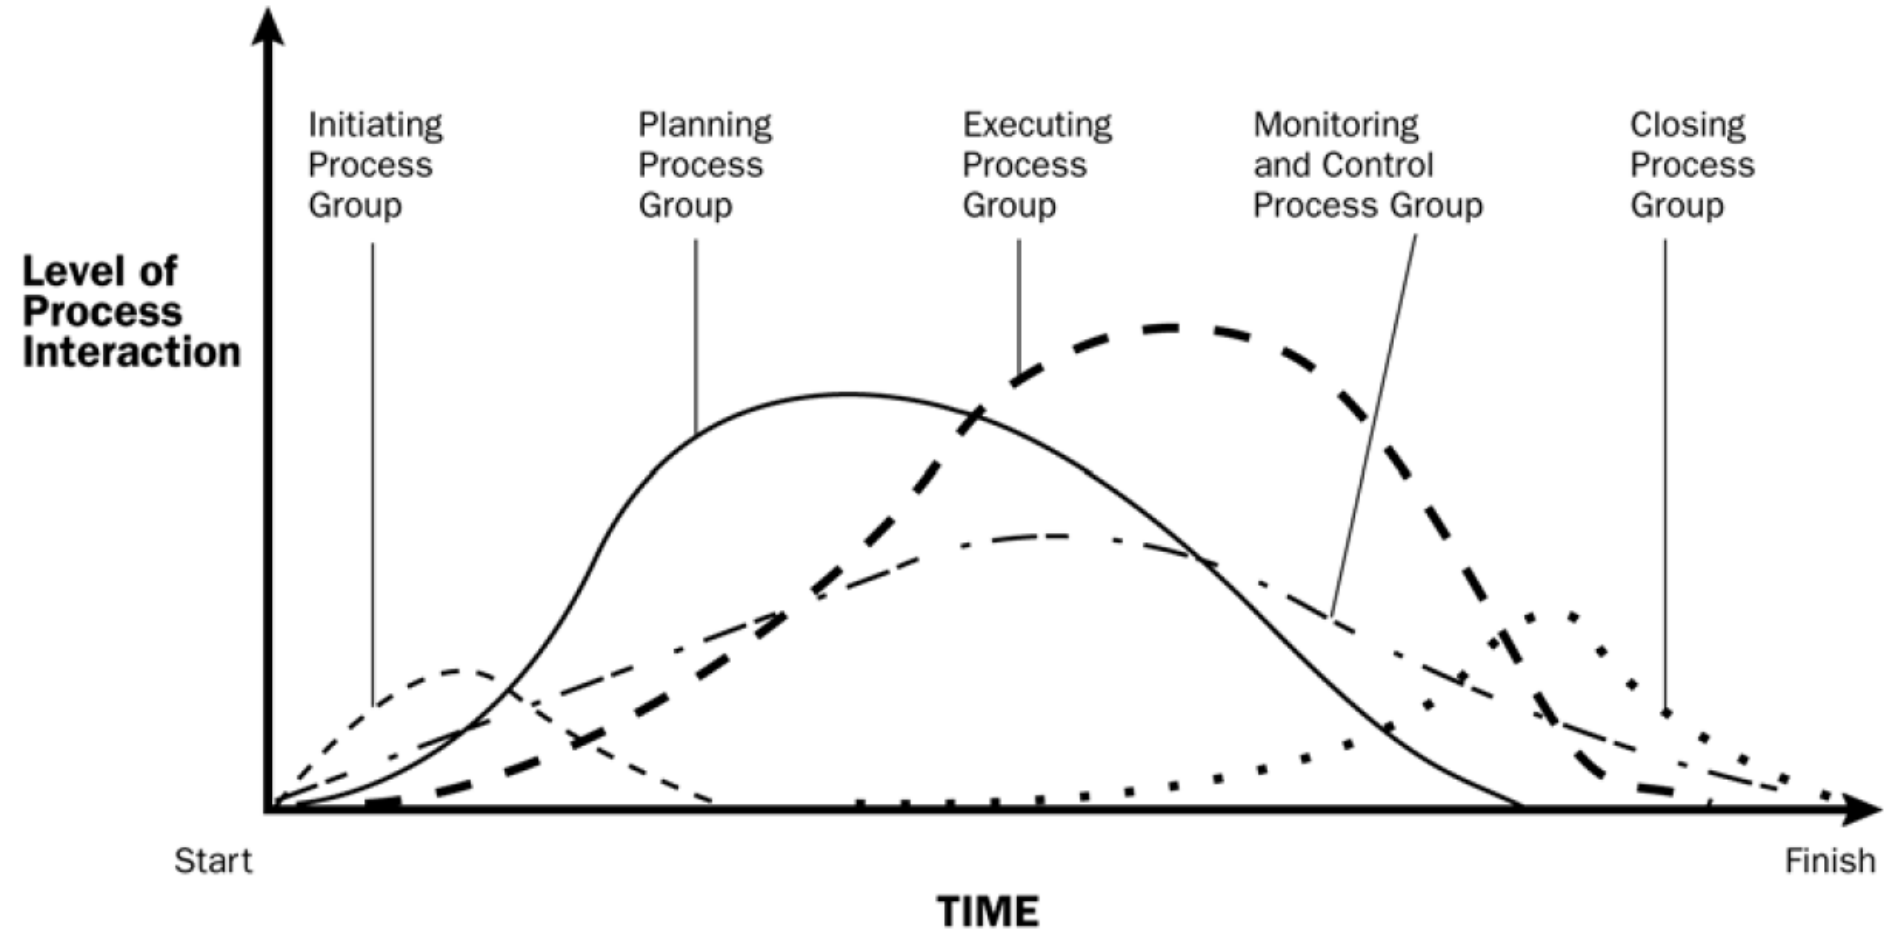 Initiating
Process
Group
Planning
Process
Group
Executing
Process
Group
Monitoring
and Control
Process Group
Closing
Process
Group
Level of
Process
Interaction
Start
Finish
TIME